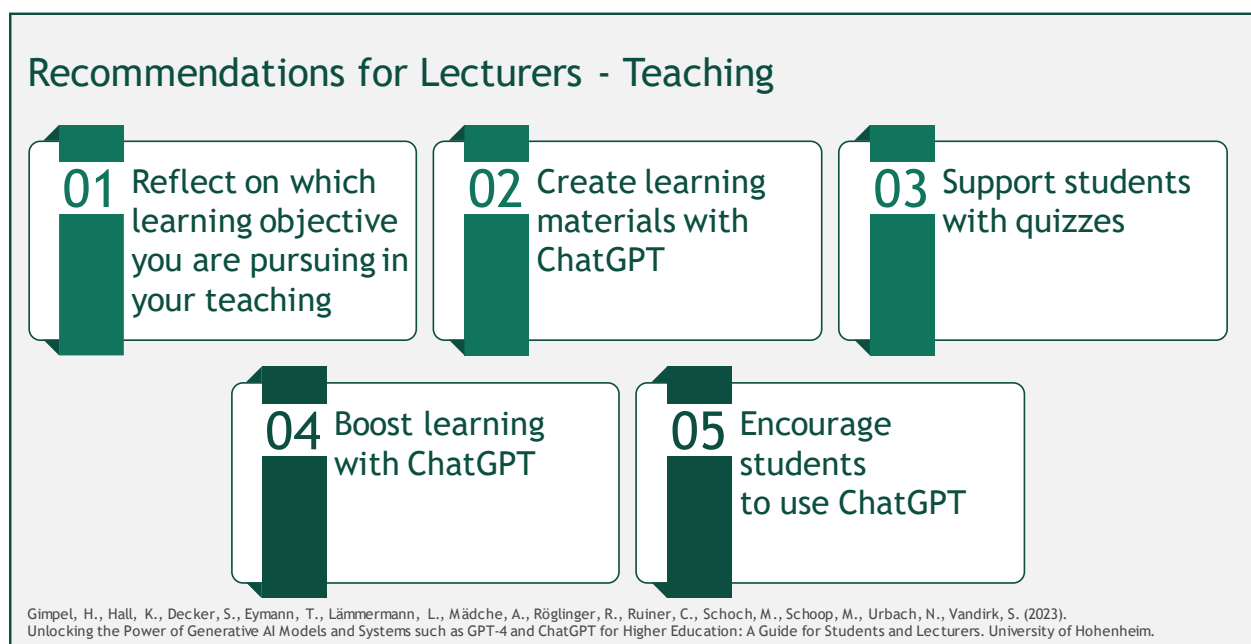 Recommendations for Lecturers - Teaching
01
Reflect on which
learning objective
you are pursuing in
your teaching
02
Create learning
materials with
ChatGPT
03
Support students
with quizzes
04
Boost learning
with ChatGPT
05
Encourage
students
to use ChatGPT
Gimpel, H., Hall, K., Decker, S., Eymann, T., Lämmermann, L., Mädche, A., Röglinger, R., Ruiner, C., Schoch, M., Schoop, M., Urbach, N., Vandirk, S. (2023).
Unlocking the Power of Generative AI Models and Systems such as GPT-4 and ChatGPT for Higher Education: A Guide for Students and Lecturers. University of Hohenheim.